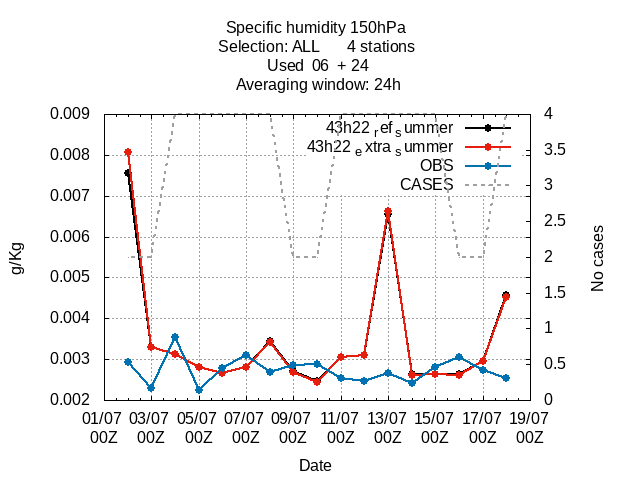 Specific humidity 150hPa
Selection: ALL 4 stations
Used 06 + 24
Averaging window: 24h
43h22 refsummer
43h22 extrasummer
OBS
CASES
g/Kg
No cases
0.009
0.008
0.007
0.006
0.005
0.004
0.003
0.002
4
3.5
3
2.5
2
1.5
1
0.5
0
01/07 03/07 05/07 07/07 09/07 11/07 13/07 15/07 17/07 19/07
00Z 00Z 00Z 00Z 00Z 00Z 00Z 00Z 00Z 00Z
Date